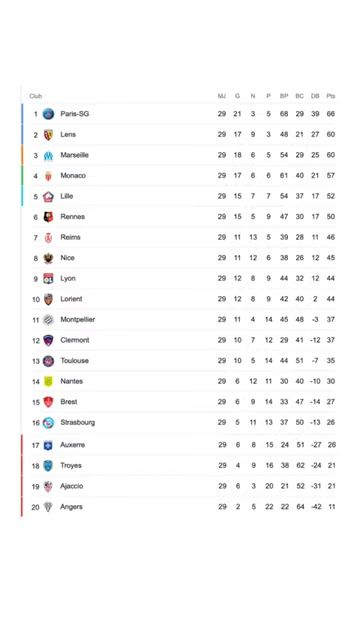 Club MJ G N P BP BC DB Pts
1 Paris-SG 29 21 3 5 68 29 39 66
2 Lens 29 17 9 3 48 21 27 60
3 Marseille 29 18 6 5 54 29 25 60
4 Monaco 29 17 6 6 61 40 21 57
5 Lille 29 15 7 7 54 37 17 52
6 Rennes 29 15 5 9 47 30 17 50
7 Reims 29 11 13 5 39 28 11 46
8 Nice 29 11 12 6 38 26 12 45
9 Lyon 29 12 8 9 44 32 12 44
10 Lorient 29 12 8 9 42 40 2 44
11 Montpellier 29 11 4 14 45 48 -3 37
12 Clermont 29 10 7 12 29 41 -12 37
13 Toulouse 29 10 5 14 44 51 -7 35
14 Nantes 29 6 12 11 30 40 -10 30
15 Brest 29 6 9 14 33 47 -14 27
16 Strasbourg 29 5 11 13 37 50 -13 26
17 Auxerre 29 6 8 15 24 51 -27 26
18 Troyes 29 4 9 16 38 62 -24 21
19 Ajaccio 29 6 3 20 21 52 -31 21
20 Angers 29 2 5 22 22 64 -42 11